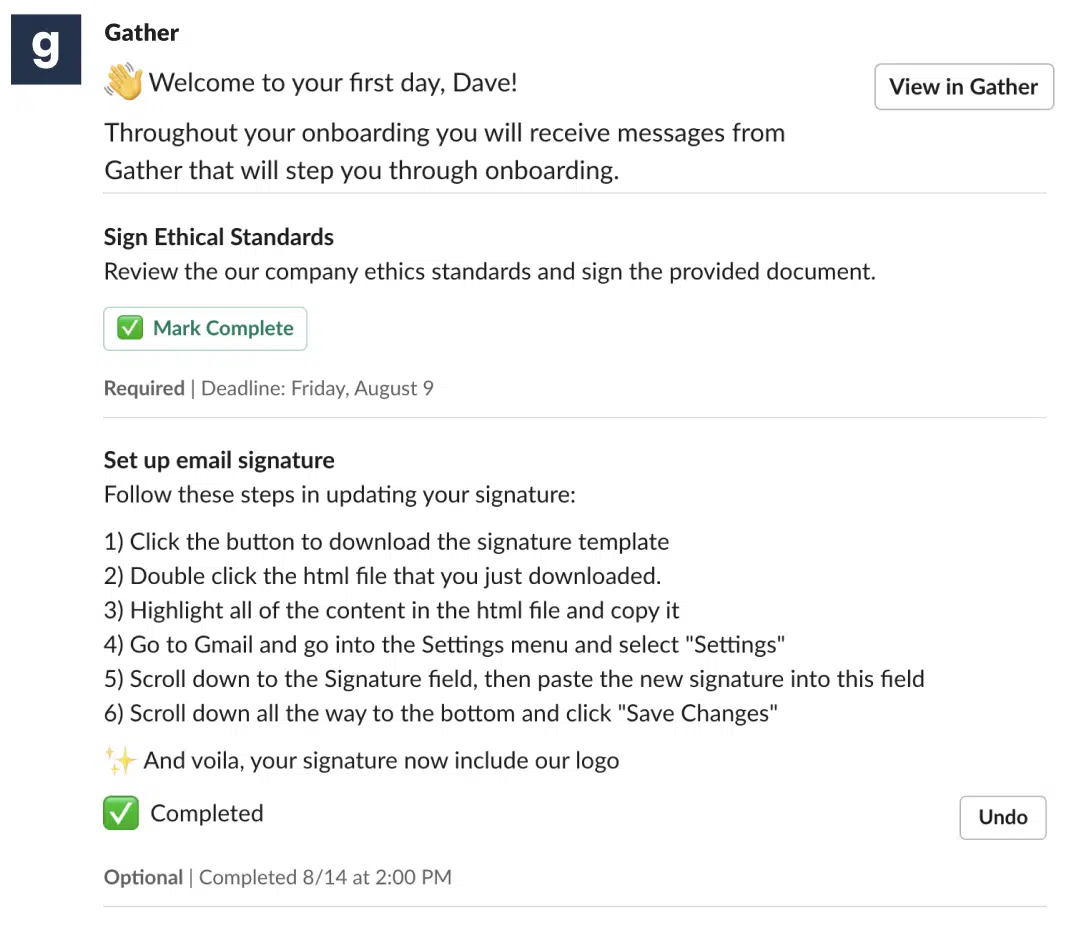 g
Gather
👋 Welcome to your first day, Dave!
View in Gather
Throughout your onboarding you will receive messages from
Gather that will step you through onboarding.
Sign Ethical Standards
Review the our company ethics standards and sign the provided document.
✅ Mark Complete
Required | Deadline: Friday, August 9
Set up email signature
Follow these steps in updating your signature:
1) Click the button to download the signature template
2) Double click the html file that you just downloaded.
3) Highlight all of the content in the html file and copy it
4) Go to Gmail and go into the Settings menu and select "Settings"
5) Scroll down to the Signature field, then paste the new signature into this field
6) Scroll down all the way to the bottom and click "Save Changes"
✨ And voila, your signature now include our logo
✅ Completed
Undo
Optional | Completed 8/14 at 2:00 PM